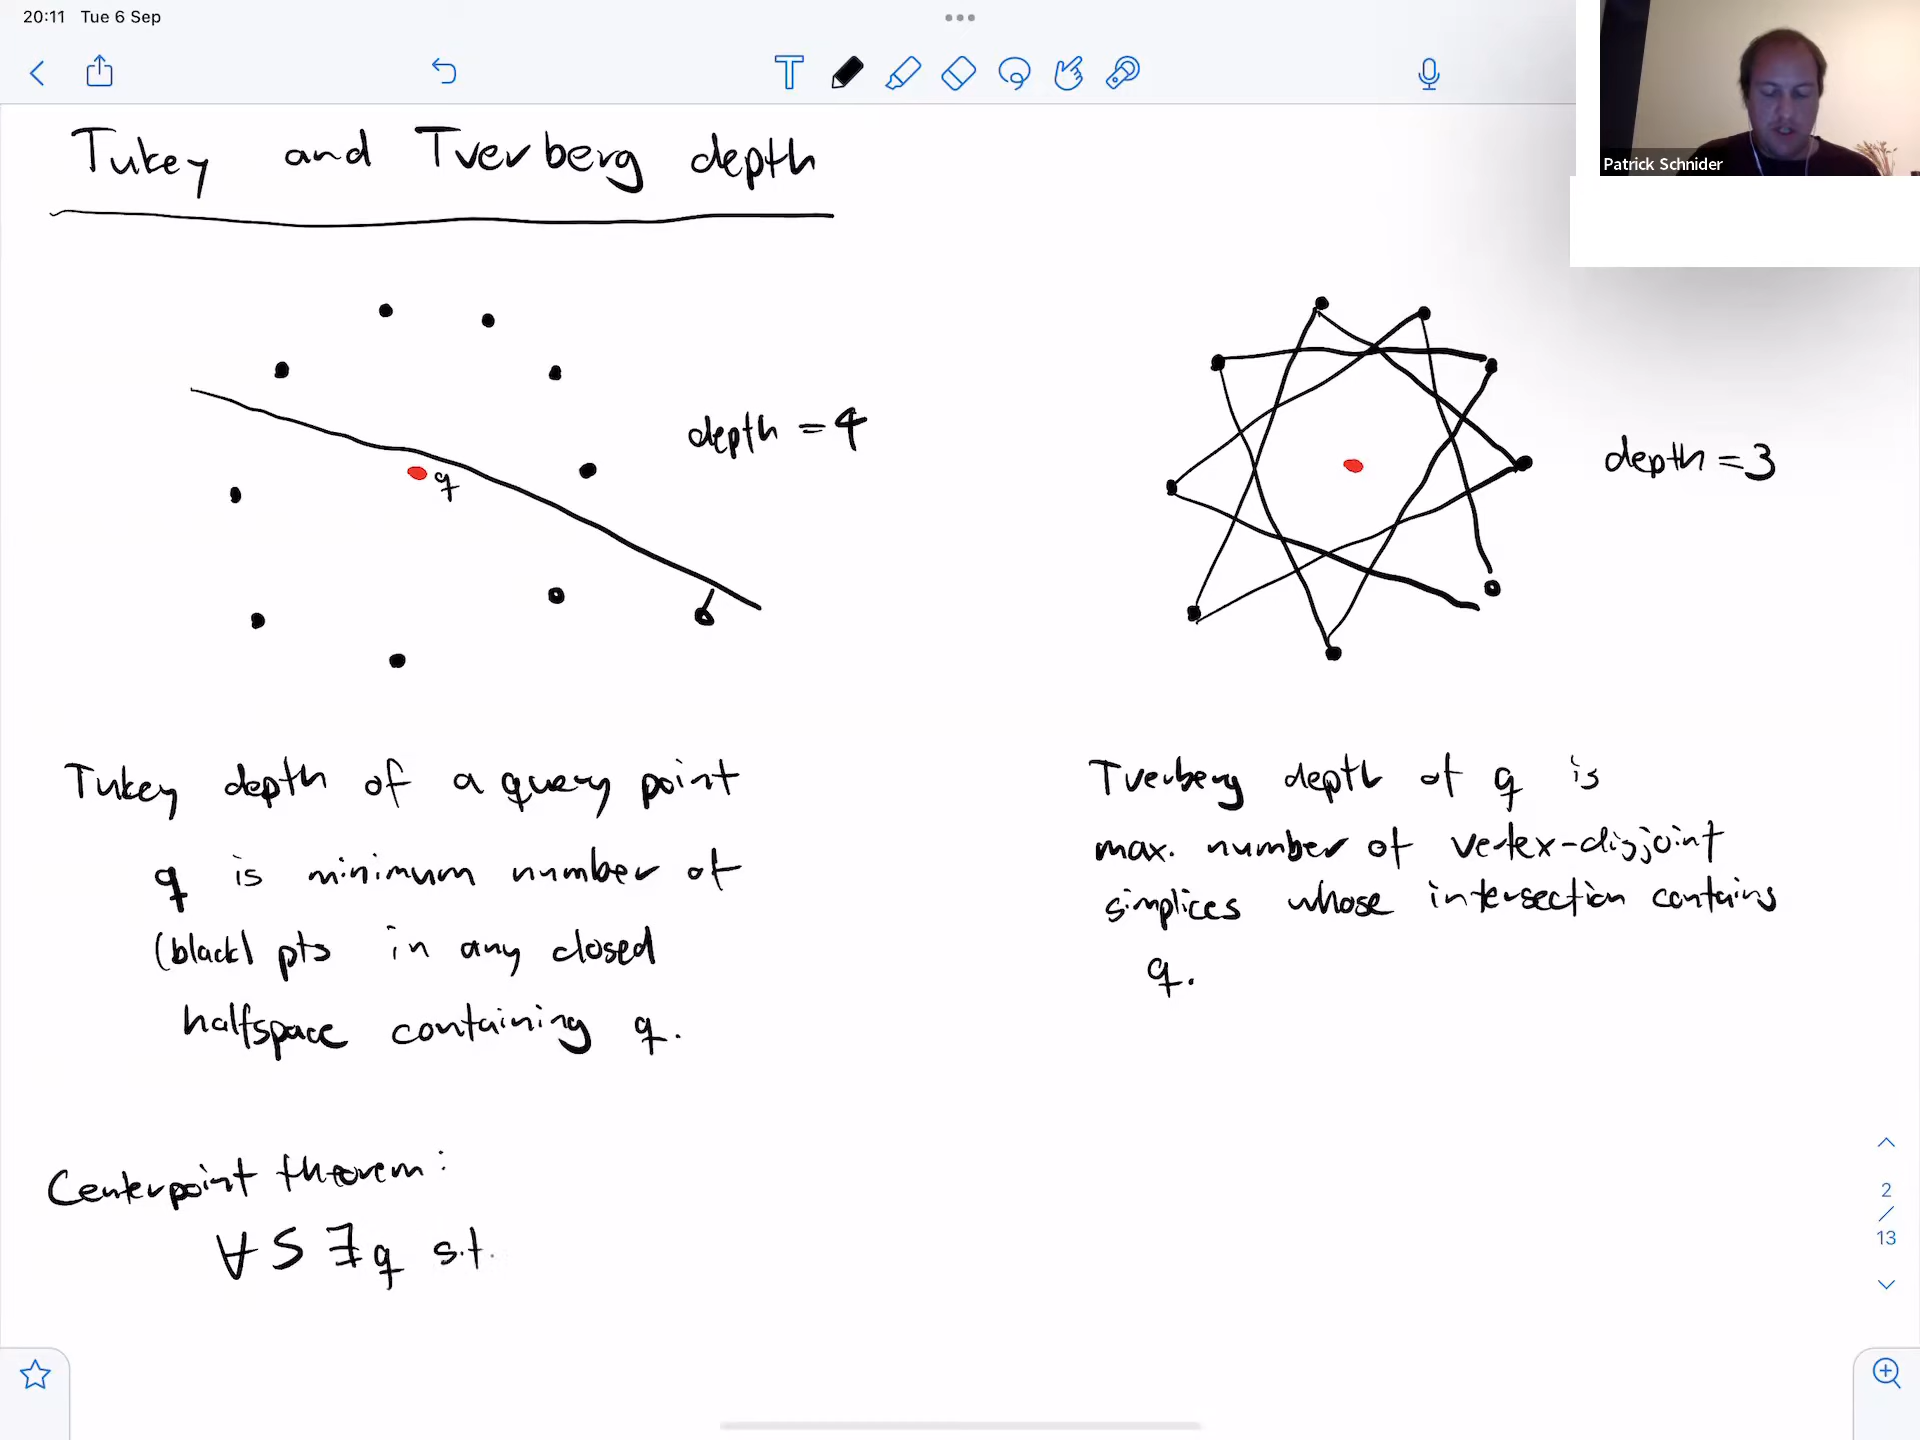 20:11 Tue 6 Sep
Patrick Schnider
Tukey and Tverberg depth
q
depth = 4
depth = 3
Tukey depth of a query point
q is minimum number of
(black) pts in any closed
halfspace containing q.
Tverberg depth of q is
max. number of vertex-disjoint
simplices whose intersection contains
q.
Centerpoint theorem:
∀ S ∃ q s.t.
2
/
13